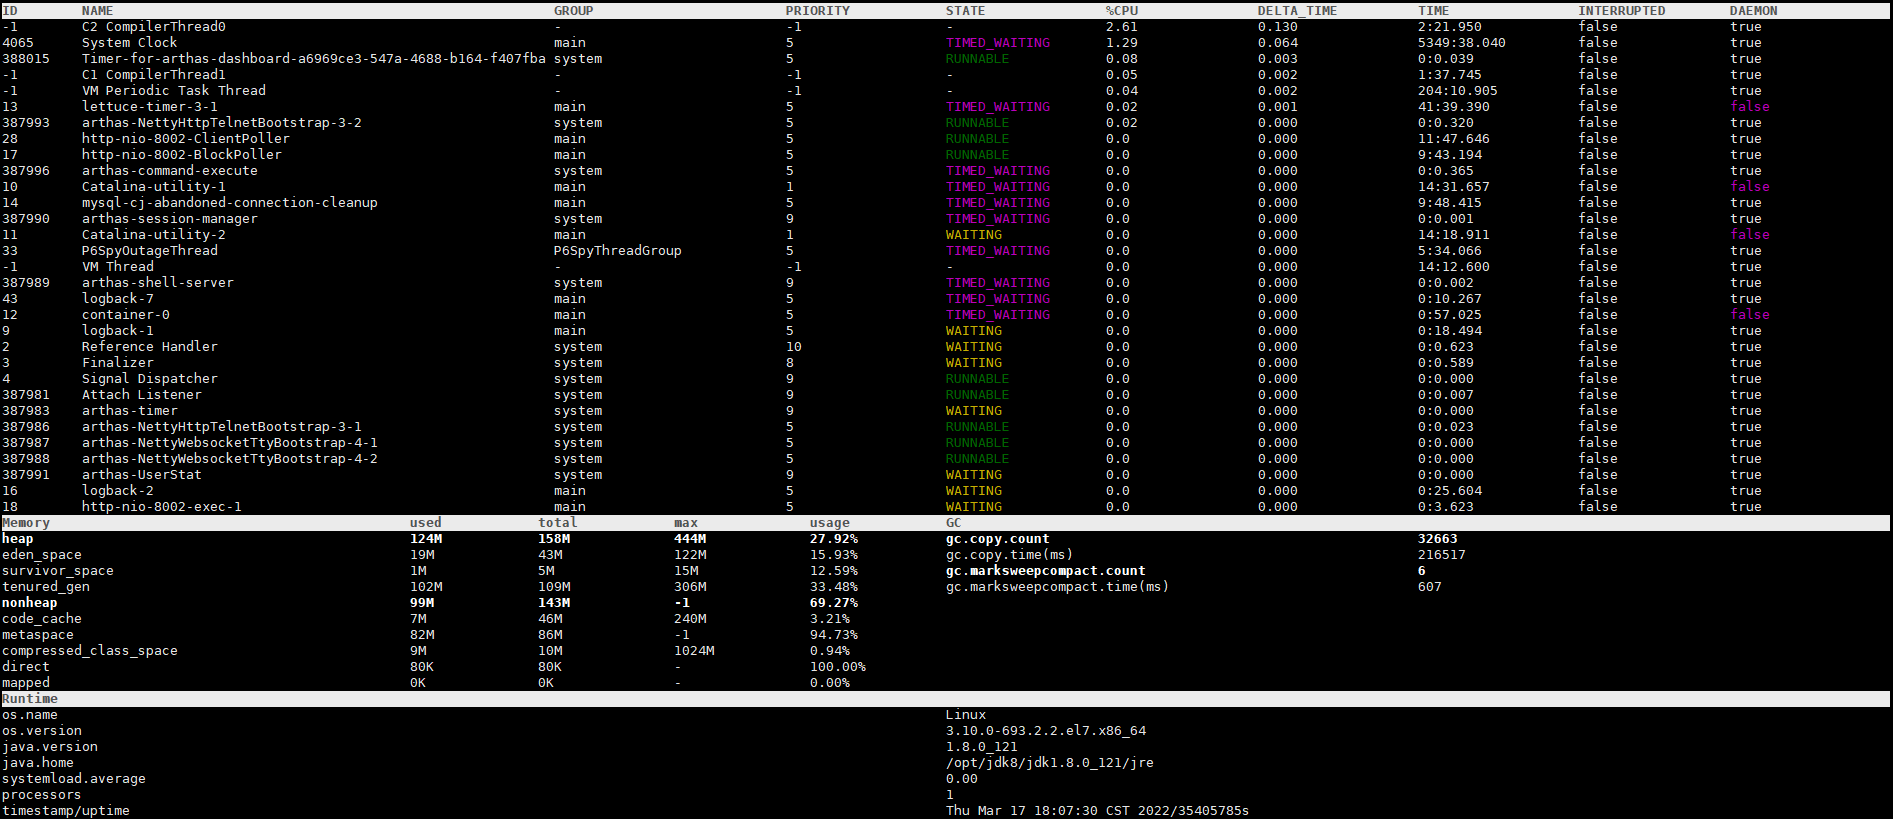 ID NAME GROUP PRIORITY STATE %CPU DELTA_TIME TIME INTERRUPTED DAEMON
-1 C2 CompilerThread0 - -1 - 2.61 0.130 2:21.950 false true
4065 System Clock main 5 TIMED_WAITING 1.29 0.064 5349:38.040 false true
388015 Timer-for-arthas-dashboard-a6969ce3-547a-4688-b164-f407fba system 5 RUNNABLE 0.08 0.003 0:0.039 false true
-1 C1 CompilerThread1 - -1 - 0.05 0.002 1:37.745 false true
-1 VM Periodic Task Thread - -1 - 0.04 0.002 204:10.905 false true
13 lettuce-timer-3-1 main 5 TIMED_WAITING 0.02 0.001 41:39.390 false false
387993 arthas-NettyHttpTelnetBootstrap-3-2 system 5 RUNNABLE 0.02 0.000 0:0.320 false true
28 http-nio-8002-ClientPoller main 5 RUNNABLE 0.0 0.000 11:47.646 false true
17 http-nio-8002-BlockPoller main 5 RUNNABLE 0.0 0.000 9:43.194 false true
387996 arthas-command-execute system 5 TIMED_WAITING 0.0 0.000 0:0.365 false true
10 Catalina-utility-1 main 1 TIMED_WAITING 0.0 0.000 14:31.657 false false
14 mysql-cj-abandoned-connection-cleanup main 5 TIMED_WAITING 0.0 0.000 9:48.415 false true
387990 arthas-session-manager system 9 TIMED_WAITING 0.0 0.000 0:0.001 false true
11 Catalina-utility-2 main 1 WAITING 0.0 0.000 14:18.911 false false
33 P6SpyOutageThread P6SpyThreadGroup 5 TIMED_WAITING 0.0 0.000 5:34.066 false true
-1 VM Thread - -1 - 0.0 0.000 14:12.600 false true
387989 arthas-shell-server system 9 TIMED_WAITING 0.0 0.000 0:0.002 false true
43 logback-7 main 5 TIMED_WAITING 0.0 0.000 0:10.267 false true
12 container-0 main 5 TIMED_WAITING 0.0 0.000 0:57.025 false false
9 logback-1 main 5 WAITING 0.0 0.000 0:18.494 false true
2 Reference Handler system 10 WAITING 0.0 0.000 0:0.623 false true
3 Finalizer system 8 WAITING 0.0 0.000 0:0.589 false true
4 Signal Dispatcher system 9 RUNNABLE 0.0 0.000 0:0.000 false true
387981 Attach Listener system 9 RUNNABLE 0.0 0.000 0:0.007 false true
387983 arthas-timer system 9 WAITING 0.0 0.000 0:0.000 false true
387986 arthas-NettyHttpTelnetBootstrap-3-1 system 5 RUNNABLE 0.0 0.000 0:0.023 false true
387987 arthas-NettyWebsocketTtyBootstrap-4-1 system 5 RUNNABLE 0.0 0.000 0:0.000 false true
387988 arthas-NettyWebsocketTtyBootstrap-4-2 system 5 RUNNABLE 0.0 0.000 0:0.000 false true
387991 arthas-UserStat system 9 WAITING 0.0 0.000 0:0.000 false true
16 logback-2 main 5 WAITING 0.0 0.000 0:25.604 false true
18 http-nio-8002-exec-1 main 5 WAITING 0.0 0.000 0:3.623 false true
Memory used total max usage GC
heap 124M 158M 444M 27.92% gc.copy.count 32663
eden_space 19M 43M 122M 15.93% gc.copy.time(ms) 216517
survivor_space 1M 5M 15M 12.59% gc.marksweepcompact.count 6
tenured_gen 102M 109M 306M 33.48% gc.marksweepcompact.time(ms) 607
nonheap 99M 143M -1 69.27%
code_cache 7M 46M 240M 3.21%
metaspace 82M 86M -1 94.73%
compressed_class_space 9M 10M 1024M 0.94%
direct 80K 80K - 100.00%
mapped 0K 0K - 0.00%
Runtime
os.name Linux
os.version 3.10.0-693.2.2.el7.x86_64
java.version 1.8.0_121
java.home /opt/jdk8/jdk1.8.0_121/jre
systemload.average 0.00
processors 1
timestamp/uptime Thu Mar 17 18:07:30 CST 2022/35405785s